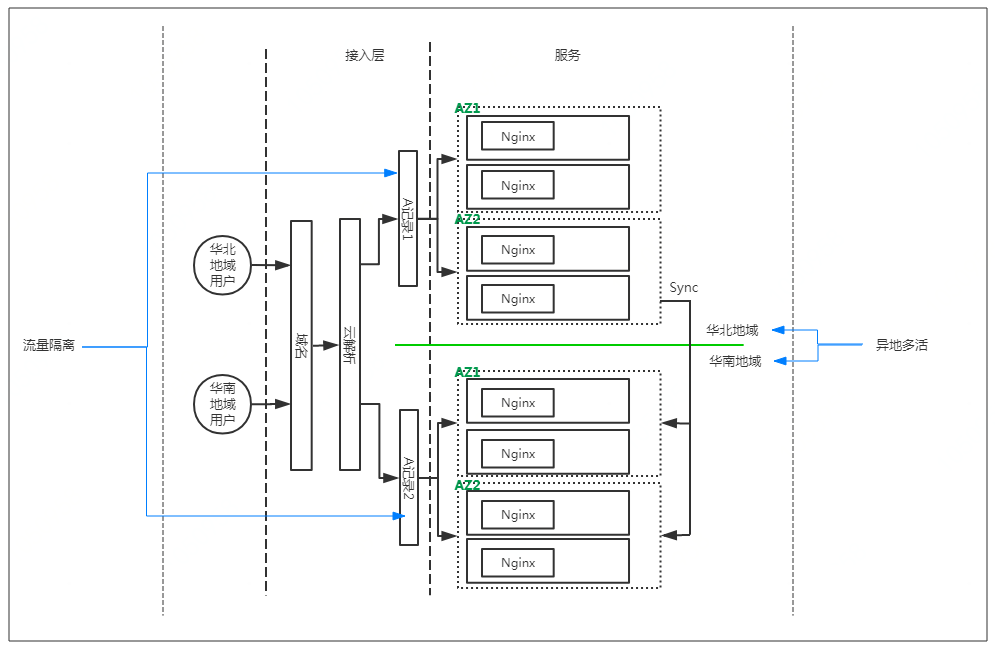 接入层
服务
AZ1
Nginx
Nginx
A记录1
AZ2
Nginx
Nginx
华北
地域
用户
Sync
域名
云解析
流量隔离
华北地域
华南地域
异地多活
华南
地域
用户
AZ1
Nginx
Nginx
A记录2
AZ2
Nginx
Nginx